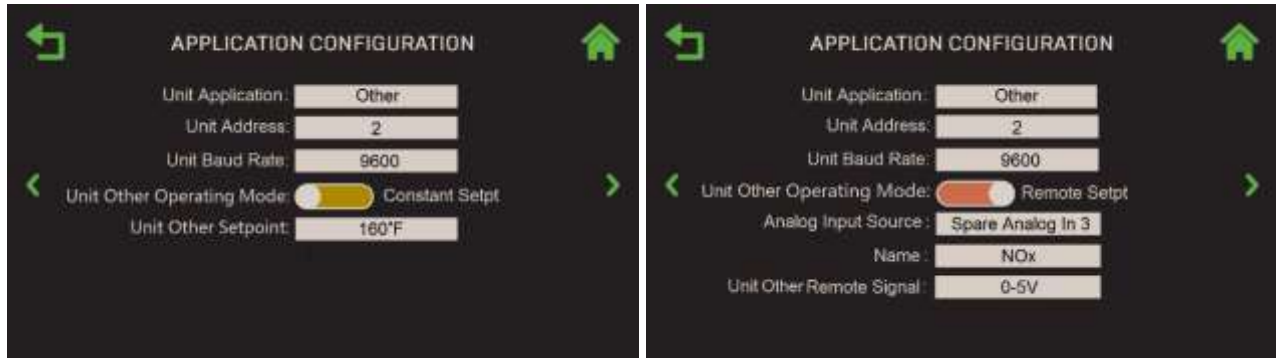 APPLICATION CONFIGURATION
Unit Application: Other
Unit Address: 2
Unit Baud Rate: 9600
Unit Other Operating Mode: Constant Setpt
Unit Other Setpoint: 160°F
APPLICATION CONFIGURATION
Unit Application: Other
Unit Address: 2
Unit Baud Rate: 9600
Unit Other Operating Mode: Remote Setpt
Analog Input Source : Spare Analog In 3
Name : NOx
Unit Other Remote Signal: 0-5V